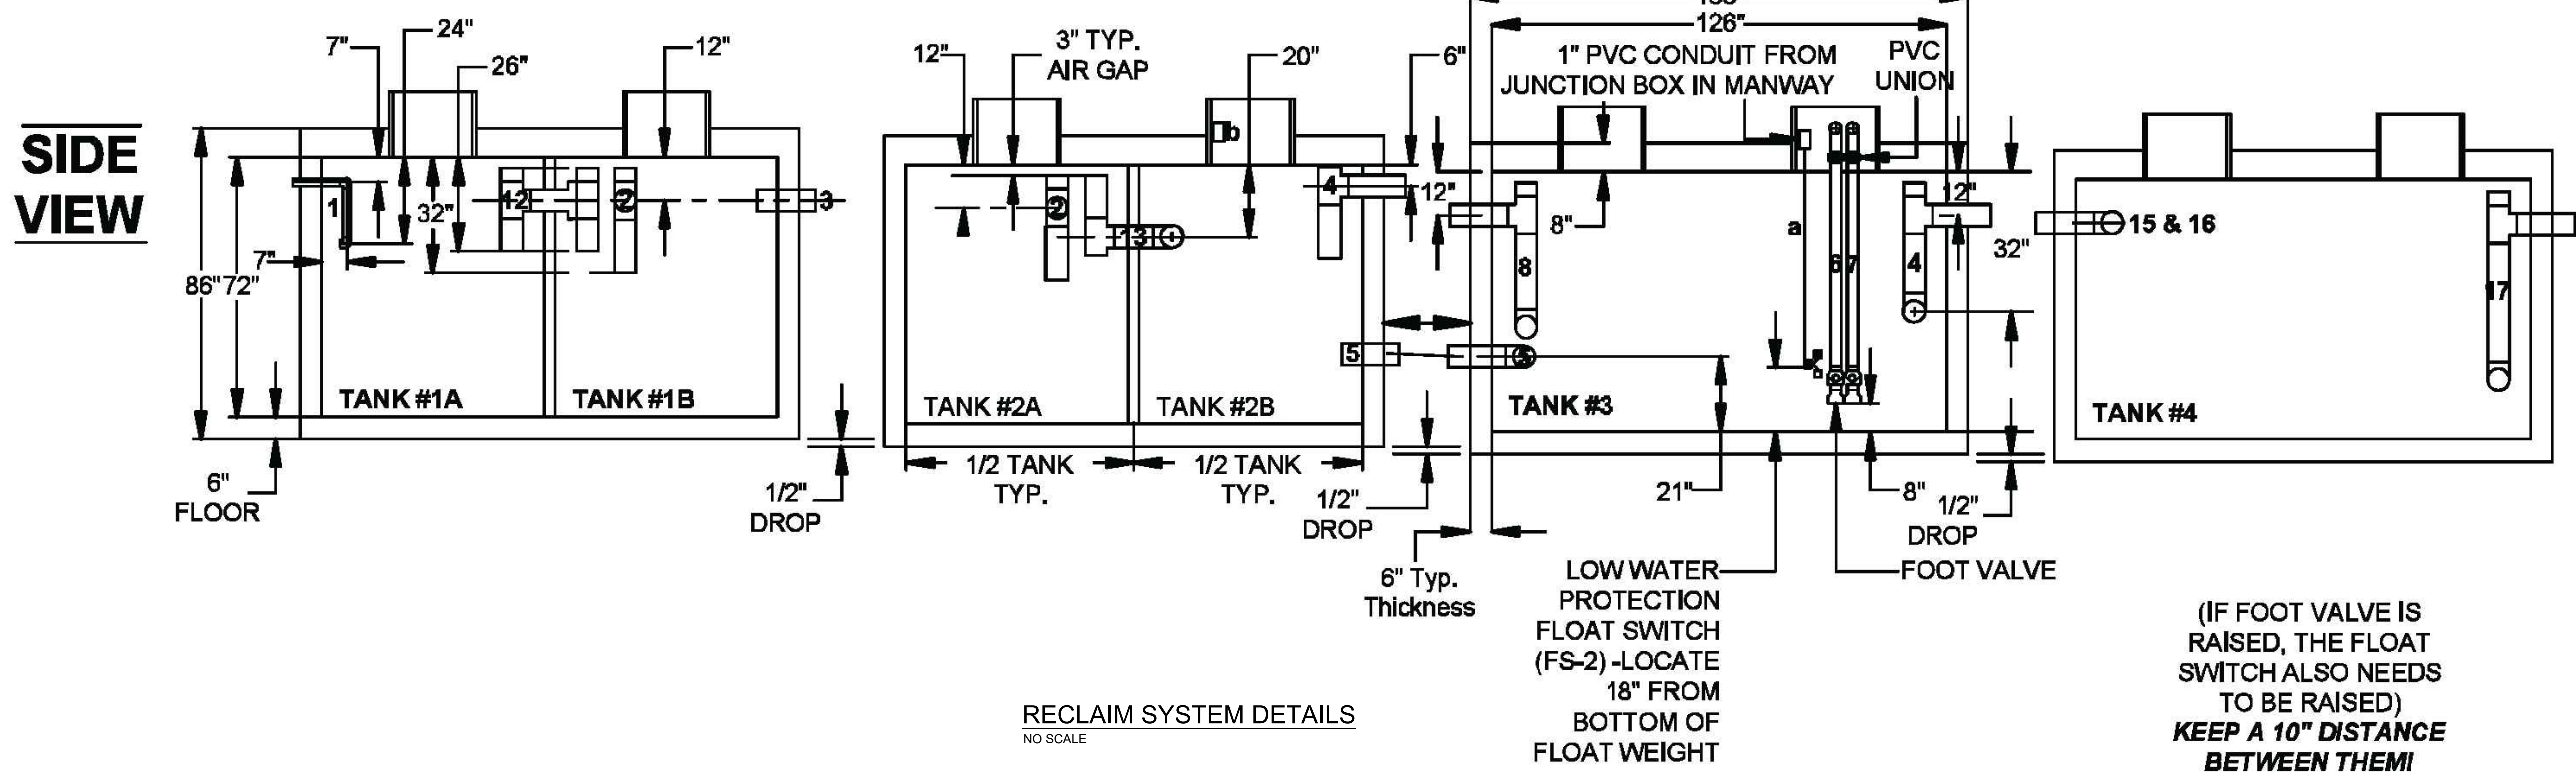 SIDE
VIEW
7"
24"
26"
12"
1
32"
12
2
3
7"
86"
72"
TANK #1A
TANK #1B
6"
FLOOR
1/2"
DROP
12"
3" TYP.
AIR GAP
20"
6"
b
2
13
4
12"
5
TANK #2A
TANK #2B
1/2 TANK
TYP.
1/2 TANK
TYP.
1/2"
DROP
126"
1" PVC CONDUIT FROM
JUNCTION BOX IN MANWAY
PVC
UNION
8"
8
a
6
7
4
12"
32"
5
TANK #3
21"
8"
1/2"
DROP
6" Typ.
Thickness
LOW WATER
PROTECTION
FLOAT SWITCH
(FS-2) -LOCATE
18" FROM
BOTTOM OF
FLOAT WEIGHT
FOOT VALVE
15 & 16
17
TANK #4
(IF FOOT VALVE IS
RAISED, THE FLOAT
SWITCH ALSO NEEDS
TO BE RAISED)
KEEP A 10" DISTANCE
BETWEEN THEM!
RECLAIM SYSTEM DETAILS
NO SCALE